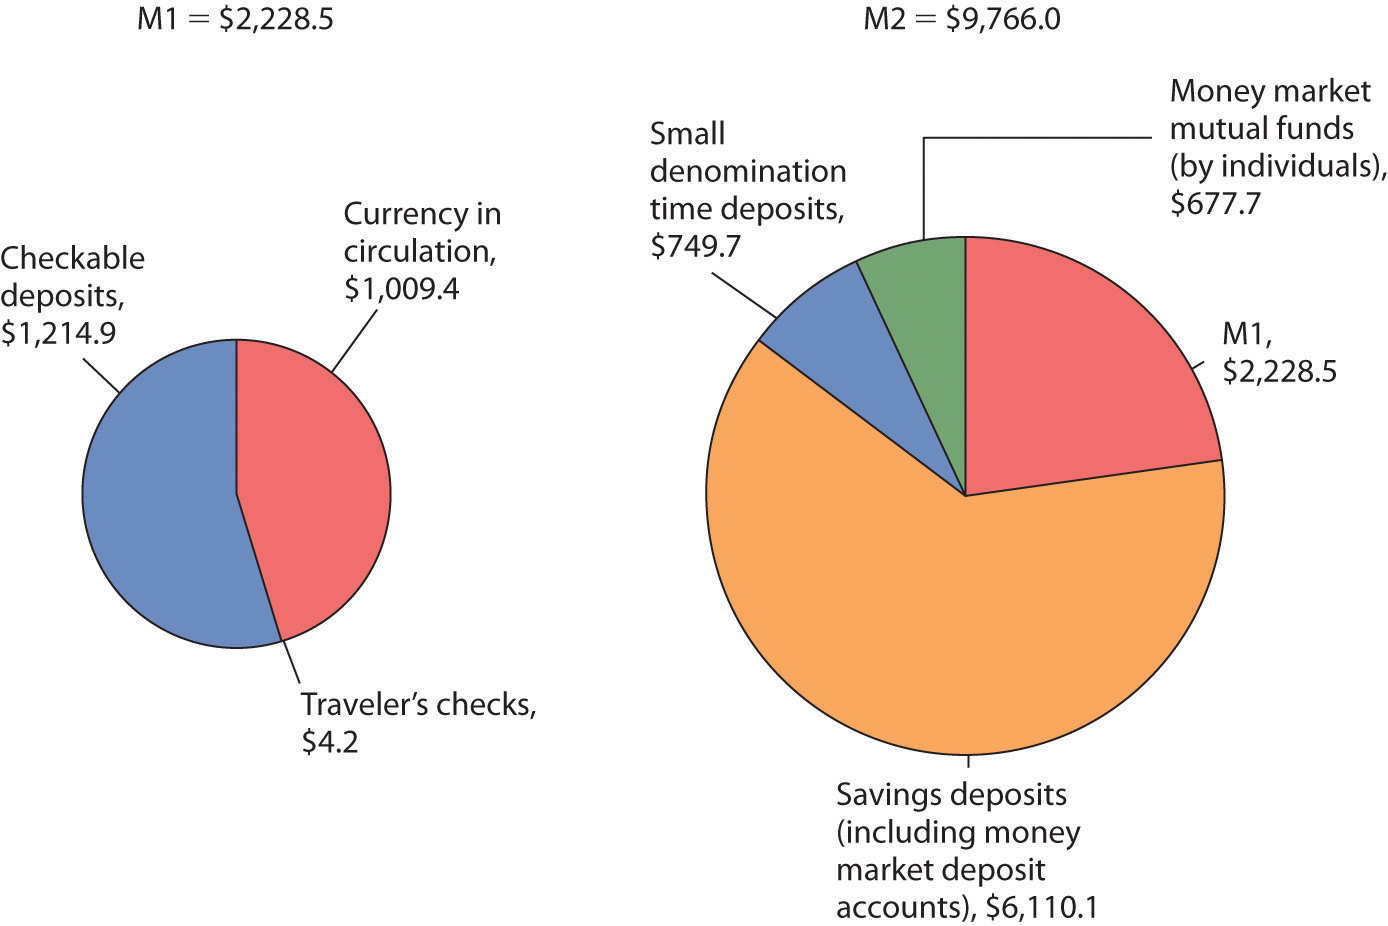 M1 = $2,228.5
Checkable
deposits,
$1,214.9
Currency in
circulation,
$1,009.4
Traveler’s checks,
$4.2
M2 = $9,766.0
Small
denomination
time deposits,
$749.7
Money market
mutual funds
(by individuals),
$677.7
M1,
$2,228.5
Savings deposits
(including money
market deposit
accounts), $6,110.1